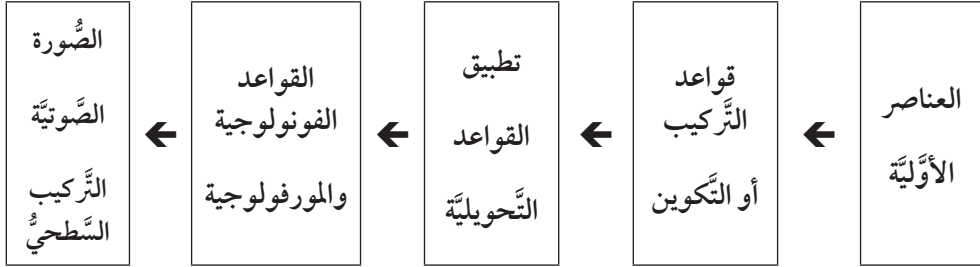 العناصر
الأوَّليَّة
قواعد
التَّركيب
أو التَّكوين
تطبيق
القواعد
التَّحويليَّة
القواعد
الفونولوجية
والمورفولوجية
الصُّورة
الصَّوتيَّة
التَّركيب
السَّطحيُّ